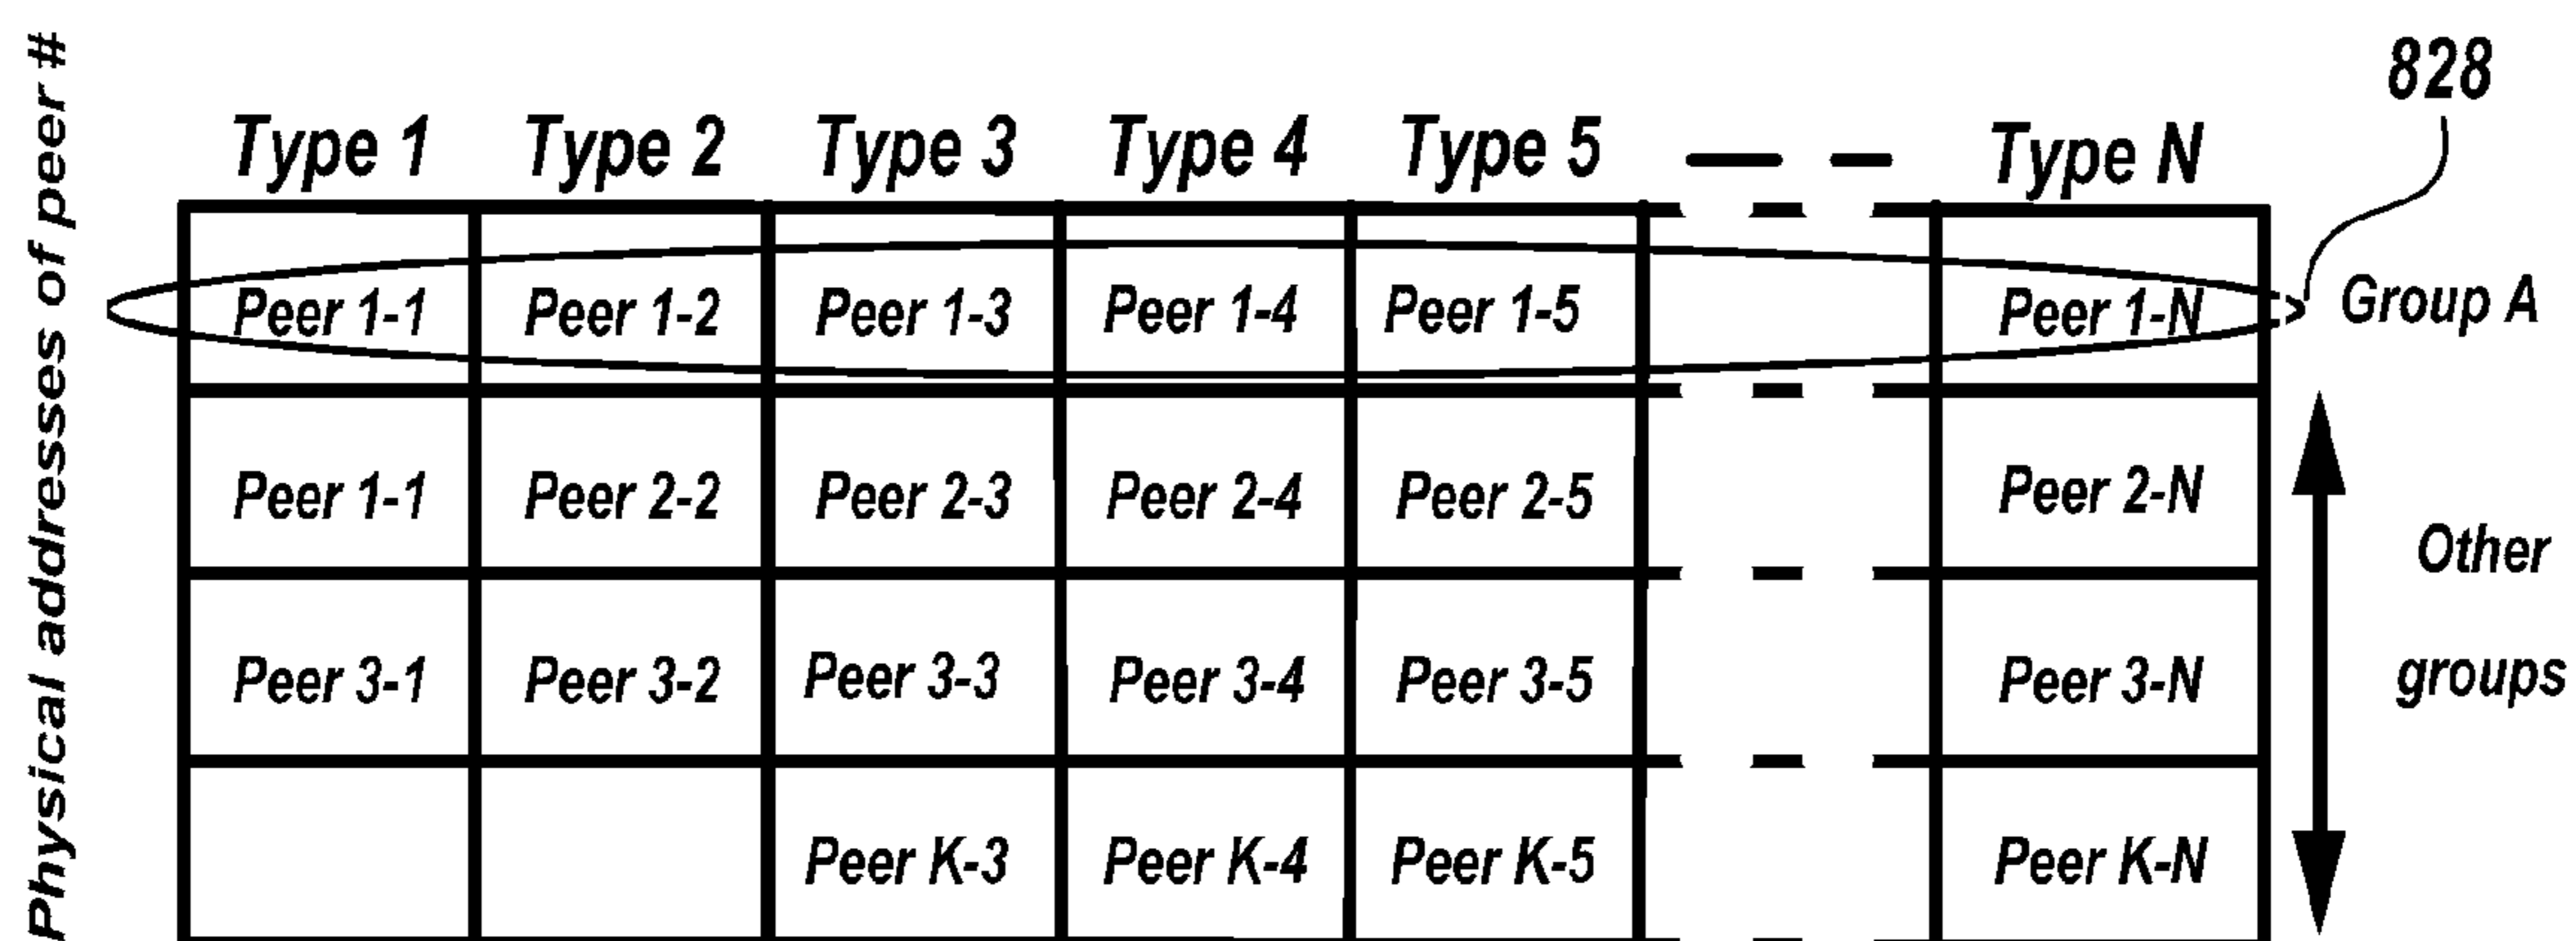 Physical addresses of peer #
828
Type 1 Type 2 Type 3 Type 4 Type 5 Type N
Peer 1-1 Peer 1-2 Peer 1-3 Peer 1-4 Peer 1-5 Peer 1-N Group A
Peer 1-1 Peer 2-2 Peer 2-3 Peer 2-4 Peer 2-5 Peer 2-N
Other
Peer 3-1 Peer 3-2 Peer 3-3 Peer 3-4 Peer 3-5 Peer 3-N groups
Peer K-3 Peer K-4 Peer K-5 Peer K-N